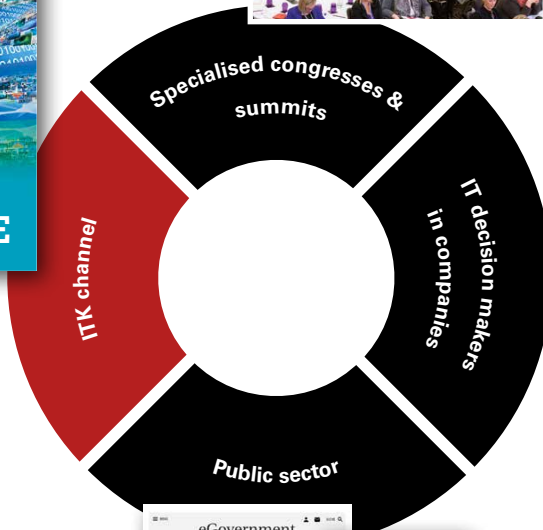 Specialised congresses &
summits
IT decision makers
in companies
ITK channel
E
Public sector
eGovernment